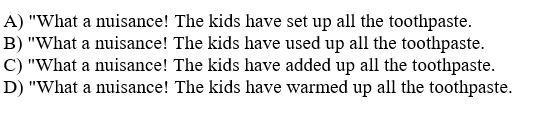 A) "What a nuisance! The kids have set up all the toothpaste.
B) "What a nuisance! The kids have used up all the toothpaste.
C) "What a nuisance! The kids have added up all the toothpaste.
D) "What a nuisance! The kids have warmed up all the toothpaste.